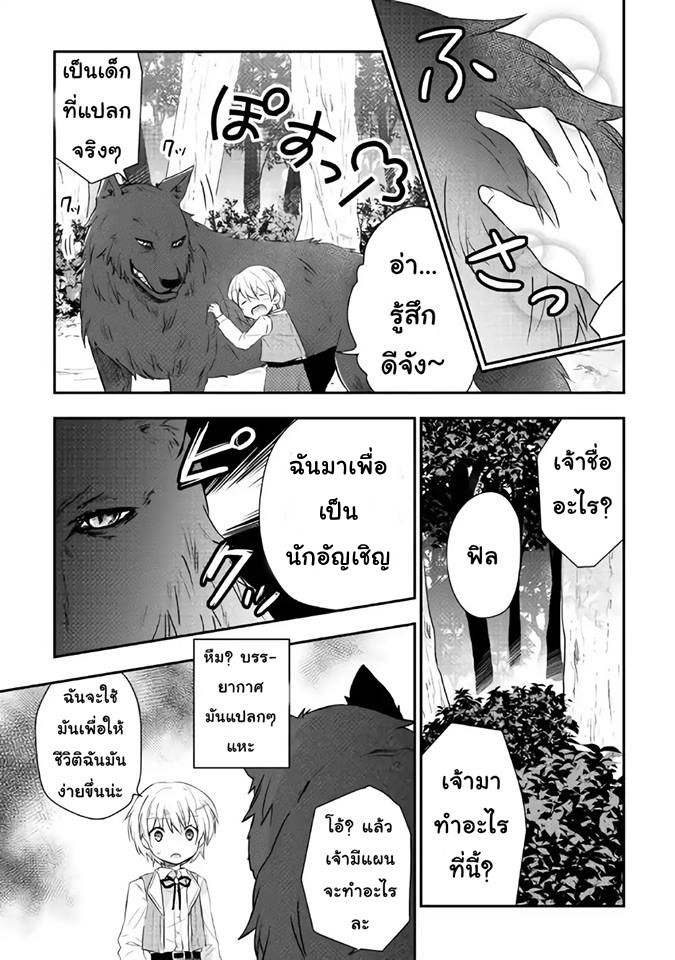 ふ
さっ
เป็นเด็ก
ที่แปลก
จริงๆ
クッ
クッ
ぽすっ
อ่า...
รู้สึก
ดีจัง~
เจ้าชื่อ
อะไร?
ฟิล
เจ้ามา
ทำอะไร
ที่นี้?
ฉันมาเพื่อ
เป็น
นักอัญเชิญ
ピク
หืม? บรร-
ยากาศ
มันแปลกๆ
แหะ
โอ้? แล้ว
เจ้ามีแผน
จะทำอะไร
ละ
ฉันจะใช้
มันเพื่อให้
ชีวิติฉันมัน
ง่ายขึ้นน่ะ